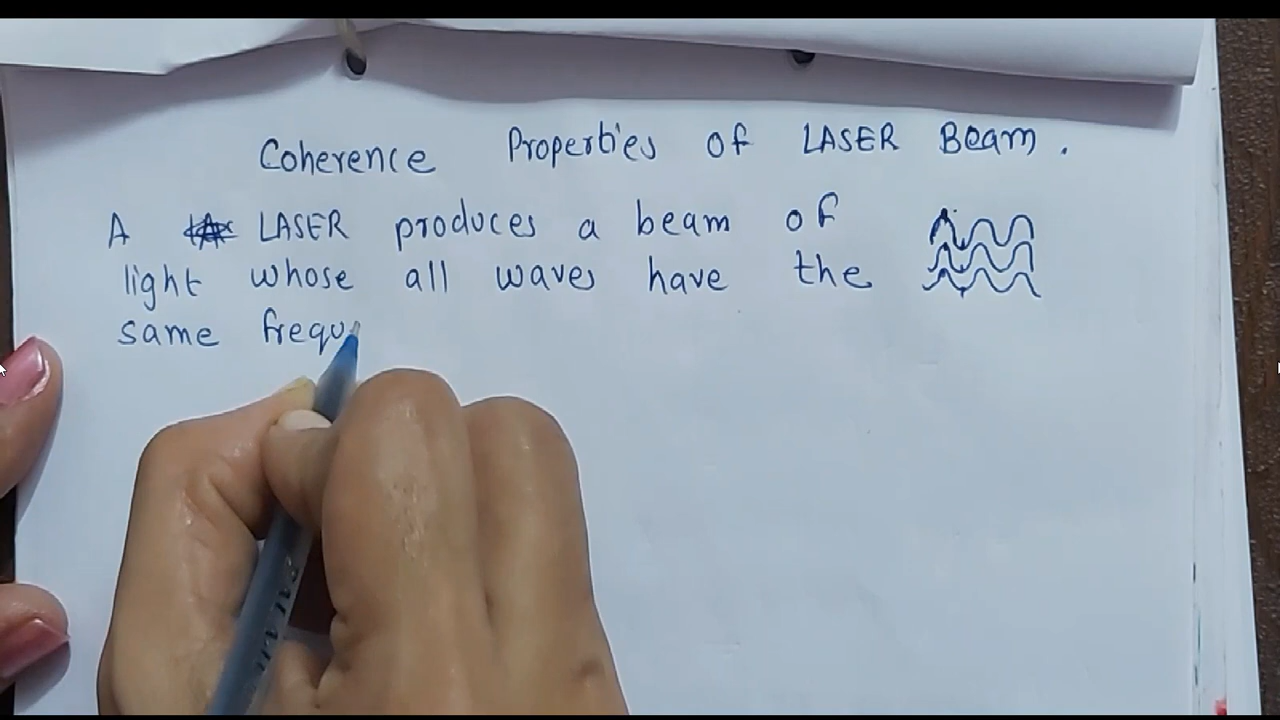 Coherence Properties of LASER Beam.
A LASER produces a beam of
light whose all waves have the
same frequ